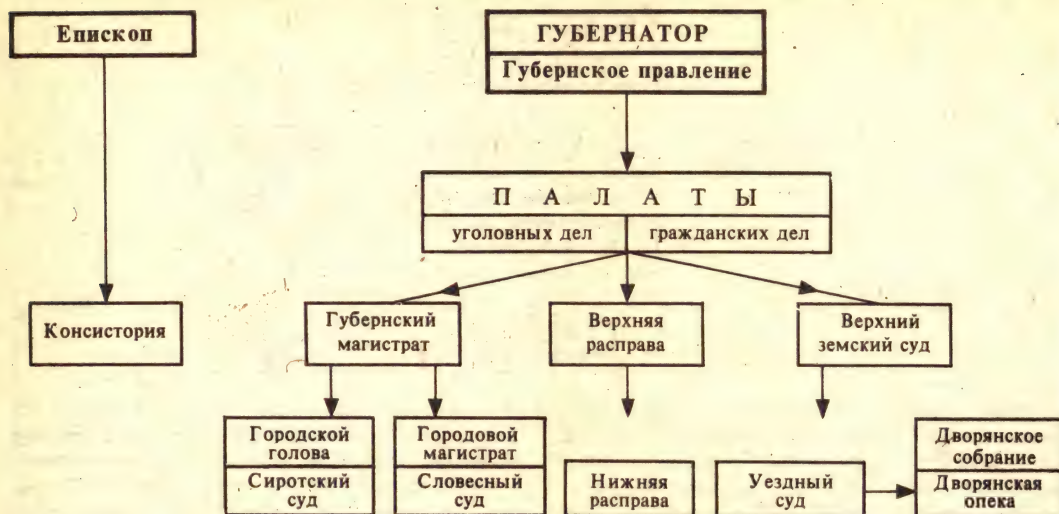 Епископ
ГУБЕРНАТОР
Губернское правление
ПАЛАТЫ
уголовных дел
гражданских дел
Консистория
Губернский
магистрат
Верхняя
расправа
Верхний
земский суд
Городской
голова
Сиротский
суд
Городовой
магистрат
Словесный
суд
Нижняя
расправа
Уездный
суд
Дворянское
собрание
Дворянская
опека